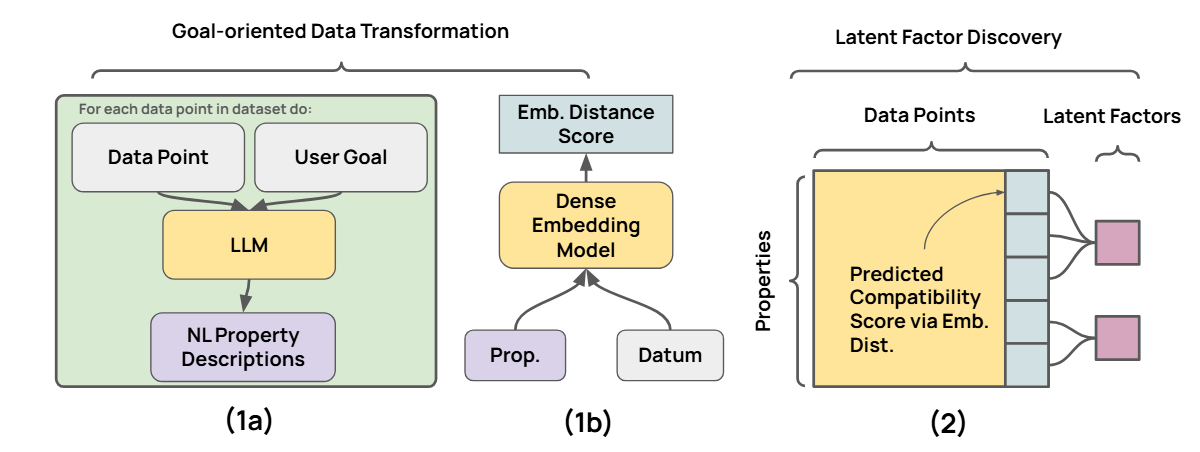 Goal-oriented Data Transformation
For each data point in dataset do:
Data Point
User Goal
LLM
NL Property
Descriptions
(1a)
Emb. Distance
Score
Dense
Embedding
Model
Prop.
Datum
(1b)
Latent Factor Discovery
Data Points
Latent Factors
Properties
Predicted
Compatibility
Score via Emb.
Dist.
(2)